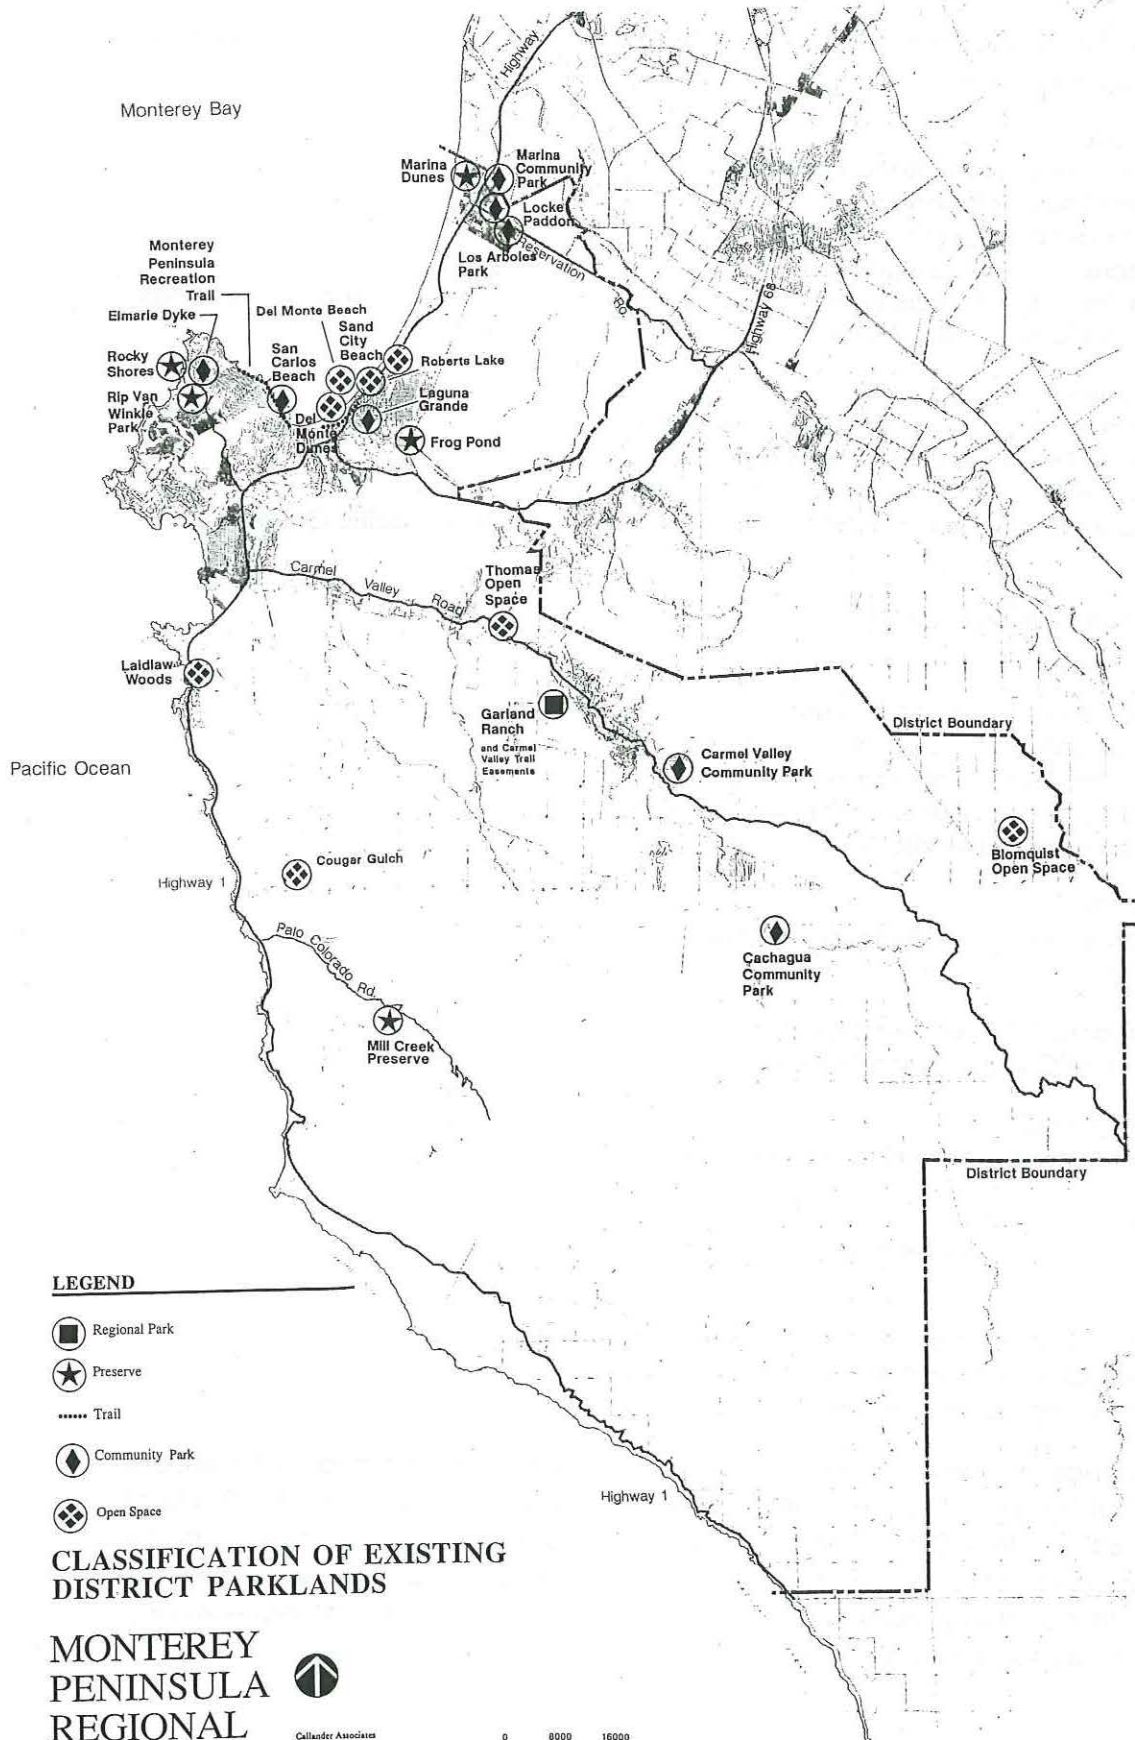 Highway 1
Monterey Bay
Marina
Dunes
Marina
Community
Park
Locke
Paddon
Los Arboles
Park
Reservation
Ro
Highway 68
Monterey
Peninsula
Recreation
Trail
Elmarie Dyke
Del Monte Beach
Sand
City
Beach
Roberts Lake
Rocky
Shores
San
Carlos
Beach
Rip Van
Winkle
Park
Laguna
Grande
Del
Monte
Dunes
Frog Pond
Carmel Valley Road
Thomas
Open
Space
Laidlaw
Woods
Garland
Ranch
and Carmel
Valley Trail
Easements
District Boundary
Carmel Valley
Community Park
Pacific Ocean
Blomquist
Open Space
Cougar Gulch
Highway 1
Palo Colorado Rd.
Cachagua
Community
Park
Mill Creek
Preserve
District Boundary
LEGEND
Regional Park
Preserve
Trail
Community Park
Open Space
Highway 1
CLASSIFICATION OF EXISTING
DISTRICT PARKLANDS
MONTEREY
PENINSULA
REGIONAL
Callander Associates
0 8000 16000